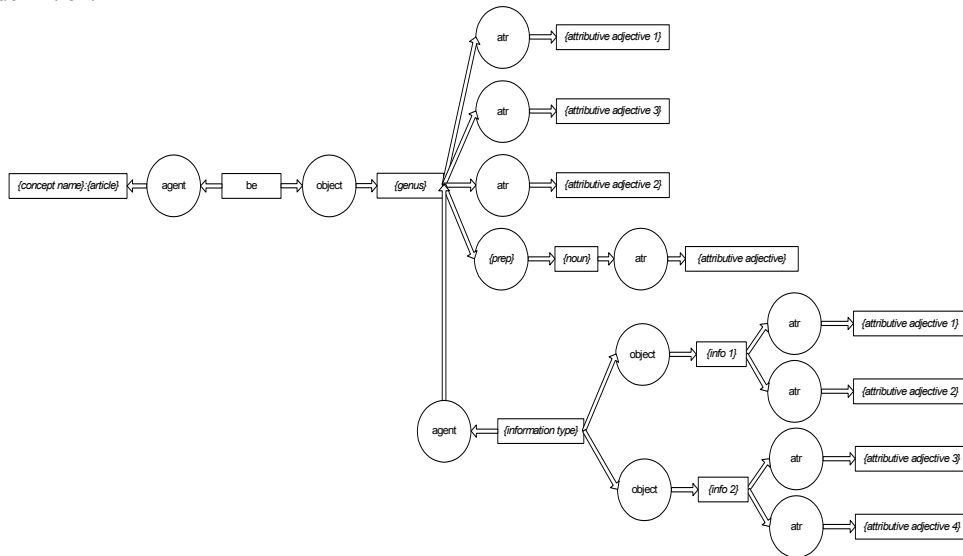 atr
{attributive adjective 1}
atr
{attributive adjective 3}
{concept name}:{article}
agent
be
object
{genus}
atr
{attributive adjective 2}
{prep}
{noun}
atr
{attributive adjective}
atr
{attributive adjective 1}
object
{info 1}
atr
{attributive adjective 2}
agent
{information type}
atr
{attributive adjective 3}
object
{info 2}
atr
{attributive adjective 4}